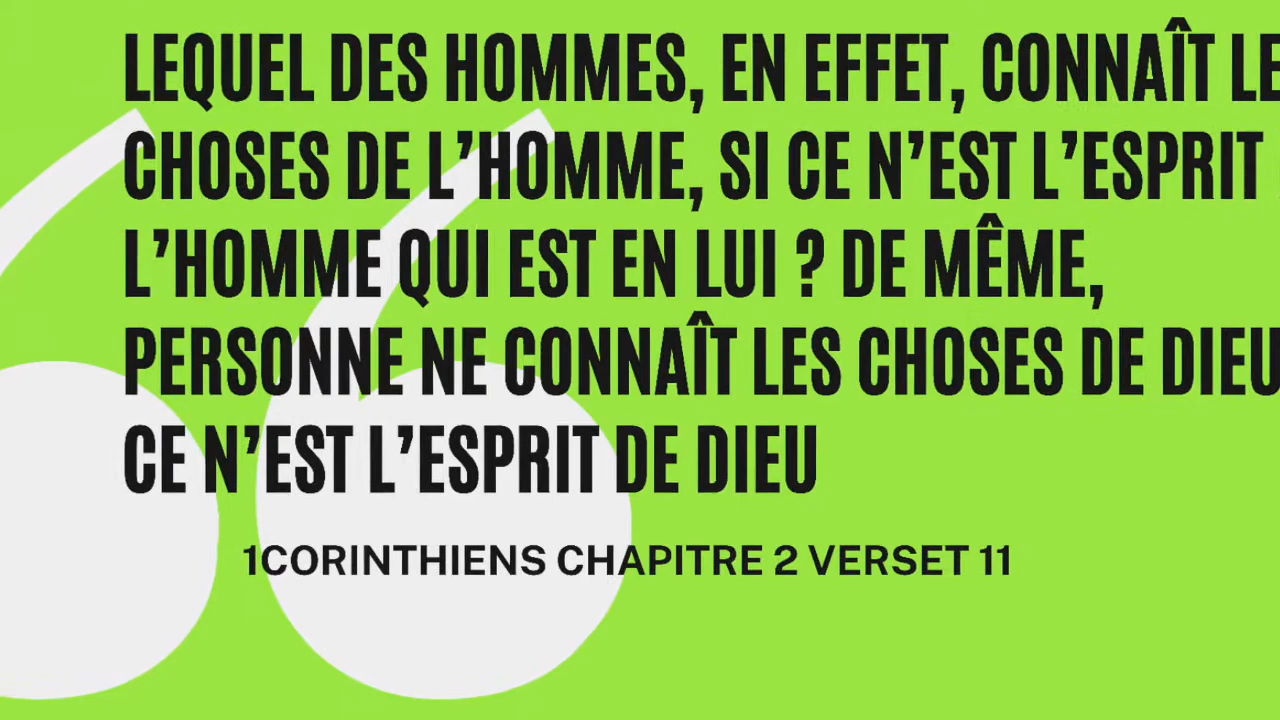 LEQUEL DES HOMMES, EN EFFET, CONNAÎT LE
CHOSES DE L’HOMME, SI CE N’EST L’ESPRIT
L’HOMME QUI EST EN LUI ? DE MÊME,
PERSONNE NE CONNAÎT LES CHOSES DE DIEU
CE N’EST L’ESPRIT DE DIEU
1CORINTHIENS CHAPITRE 2 VERSET 11